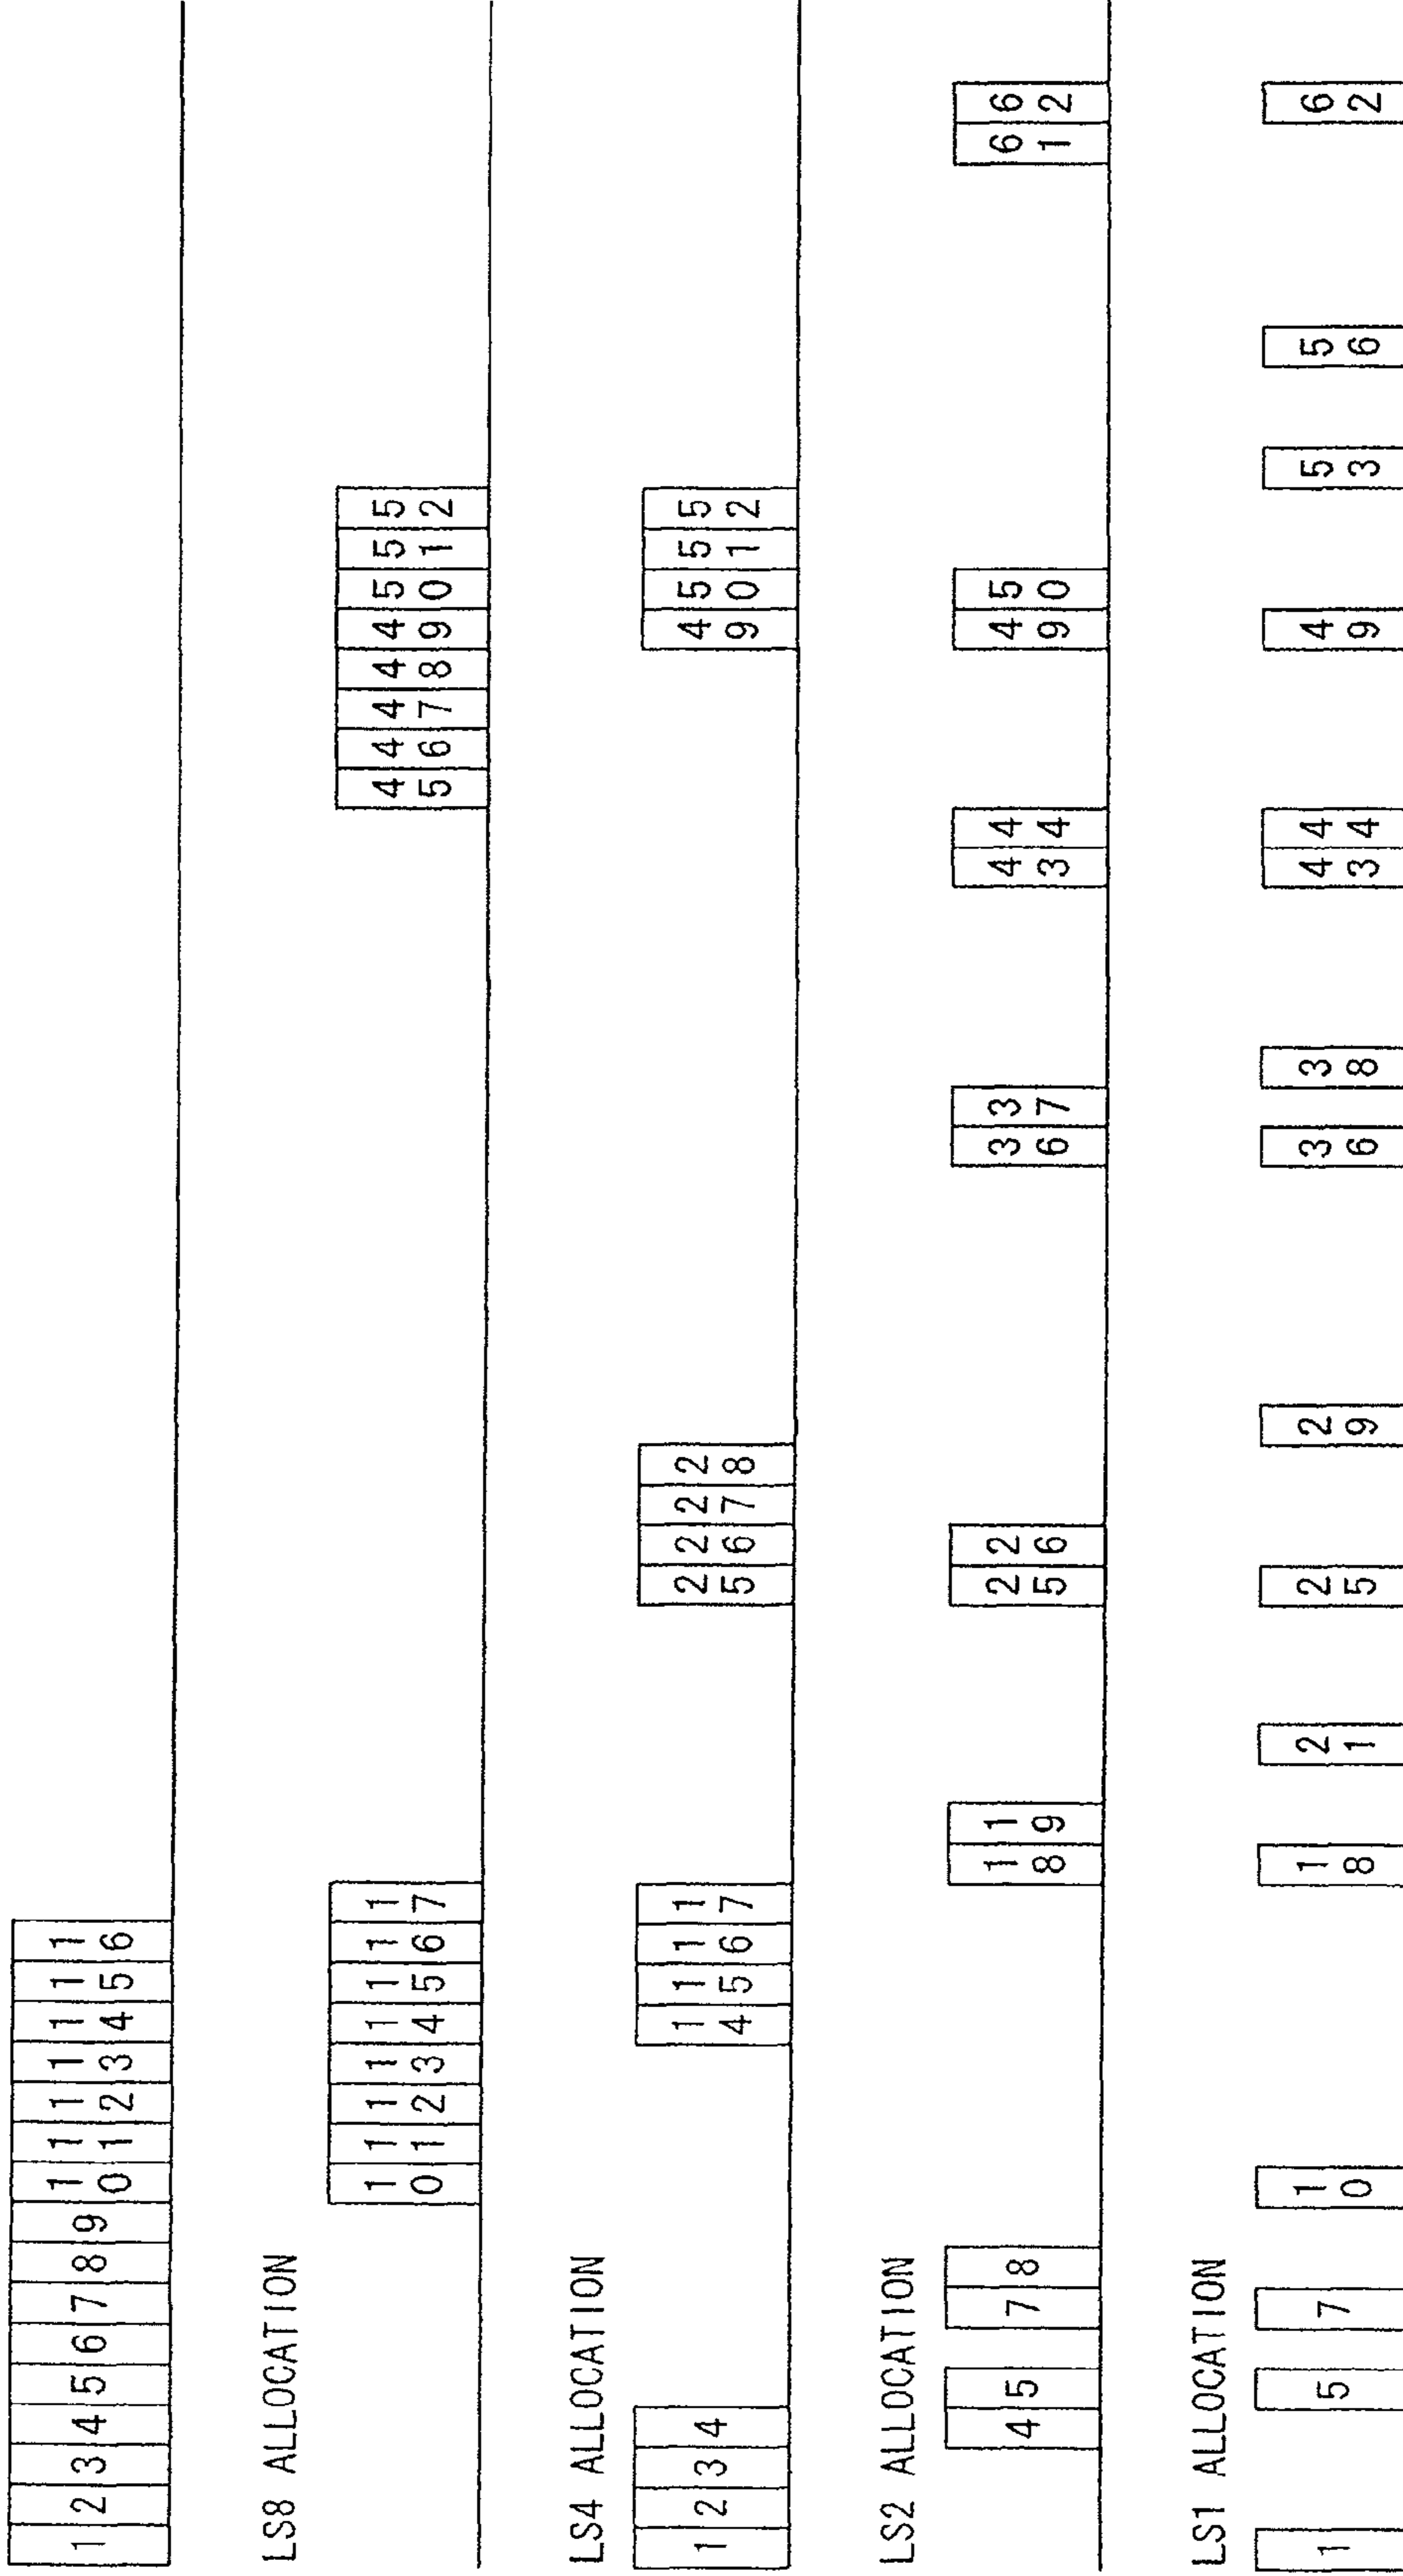 1 2 3 4 5 6 7 8 9 10 11 12 13 14 15 16
LS8 ALLOCATION
10 11 12 13 14 15 16 17 45 46 47 48 49 50 51 52
LS4 ALLOCATION
1 2 3 4 14 15 16 17 25 26 27 28 49 50 51 52
LS2 ALLOCATION
4 5 7 8 18 19 25 26 36 37 43 44 49 50 61 62
LS1 ALLOCATION
1 5 7 10 18 21 25 29 36 38 43 44 49 53 56 62